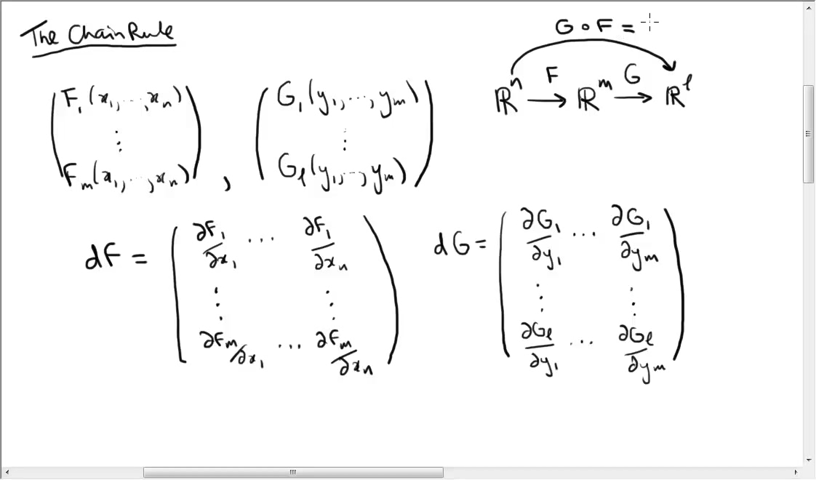 The Chain Rule
G ∘ F =
ℝⁿ →F ℝᵐ →G ℝˡ
( F₁(x₁, ..., xₙ) ⋮ Fₘ(x₁, ..., xₙ) ) , ( G₁(y₁, ..., yₘ) ⋮ Gₗ(y₁, ..., yₘ) )
dF = ( ∂F₁/∂x₁ ... ∂F₁/∂xₙ ⋮ ⋮ ∂Fₘ/∂x₁ ... ∂Fₘ/∂xₙ )
dG = ( ∂G₁/∂y₁ ... ∂G₁/∂yₘ ⋮ ⋮ ∂Gₗ/∂y₁ ... ∂Gₗ/∂yₘ )